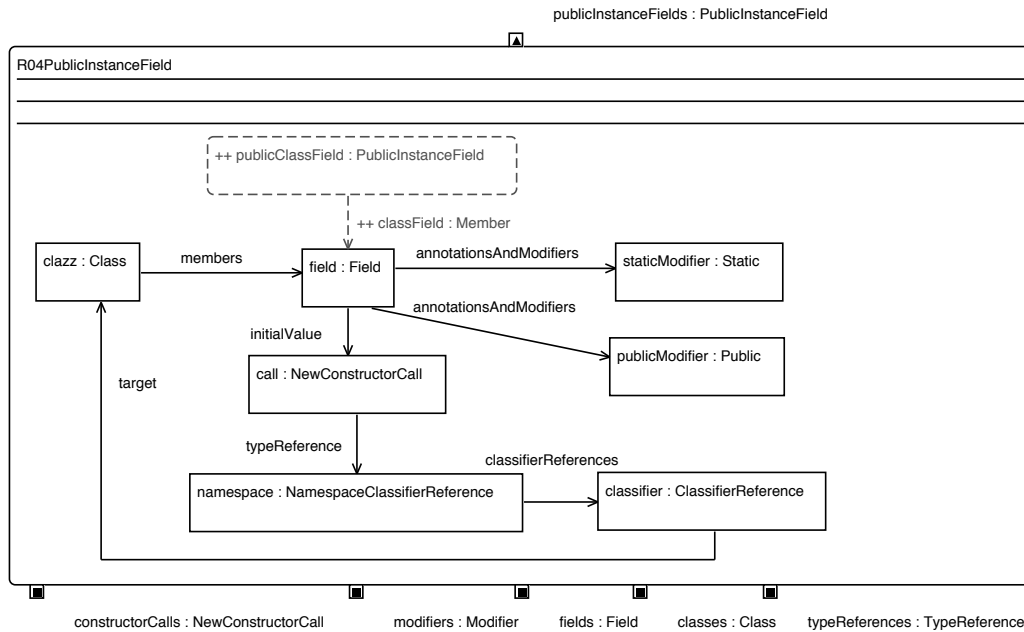 publicInstanceFields : PublicInstanceField
R04PublicInstanceField
++ publicClassField : PublicInstanceField
++ classField : Member
clazz : Class
members
field : Field
annotationsAndModifiers
staticModifier : Static
annotationsAndModifiers
initialValue
publicModifier : Public
call : NewConstructorCall
target
typeReference
classifierReferences
namespace : NamespaceClassifierReference
classifier : ClassifierReference
constructorCalls : NewConstructorCall modifiers : Modifier fields : Field classes : Class typeReferences : TypeReference